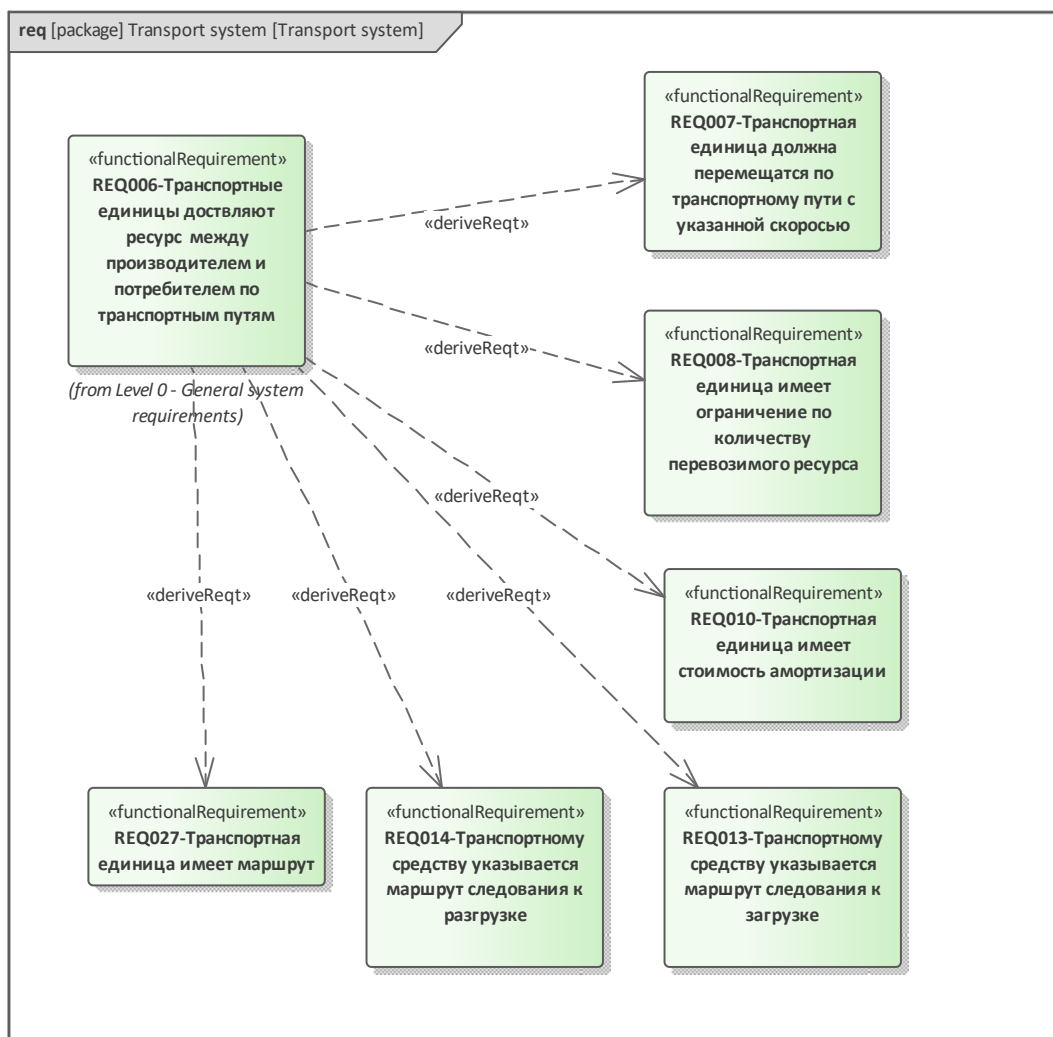 req [package] Transport system [Transport system]
«functionalRequirement»
REQ006-Транспортные
единицы доствляют
ресурс между
производителем и
потребителем по
транспортным путям
(from Level 0 - General system
requirements)
«functionalRequirement»
REQ007-Транспортная
единица должна
перемещатся по
транспортному пути с
указанной скоросью
«deriveReqt»
«functionalRequirement»
REQ008-Транспортная
единица имеет
ограничение по
количеству
перевозимого ресурса
«deriveReqt»
«deriveReqt»
«functionalRequirement»
REQ010-Транспортная
единица имеет
стоимость амортизации
«deriveReqt»
«deriveReqt»
«deriveReqt»
«functionalRequirement»
REQ027-Транспортная
единица имеет маршрут
«functionalRequirement»
REQ014-Транспортному
средству указывается
маршрут следования к
разгрузке
«functionalRequirement»
REQ013-Транспортному
средству указывается
маршрут следования к
загрузке